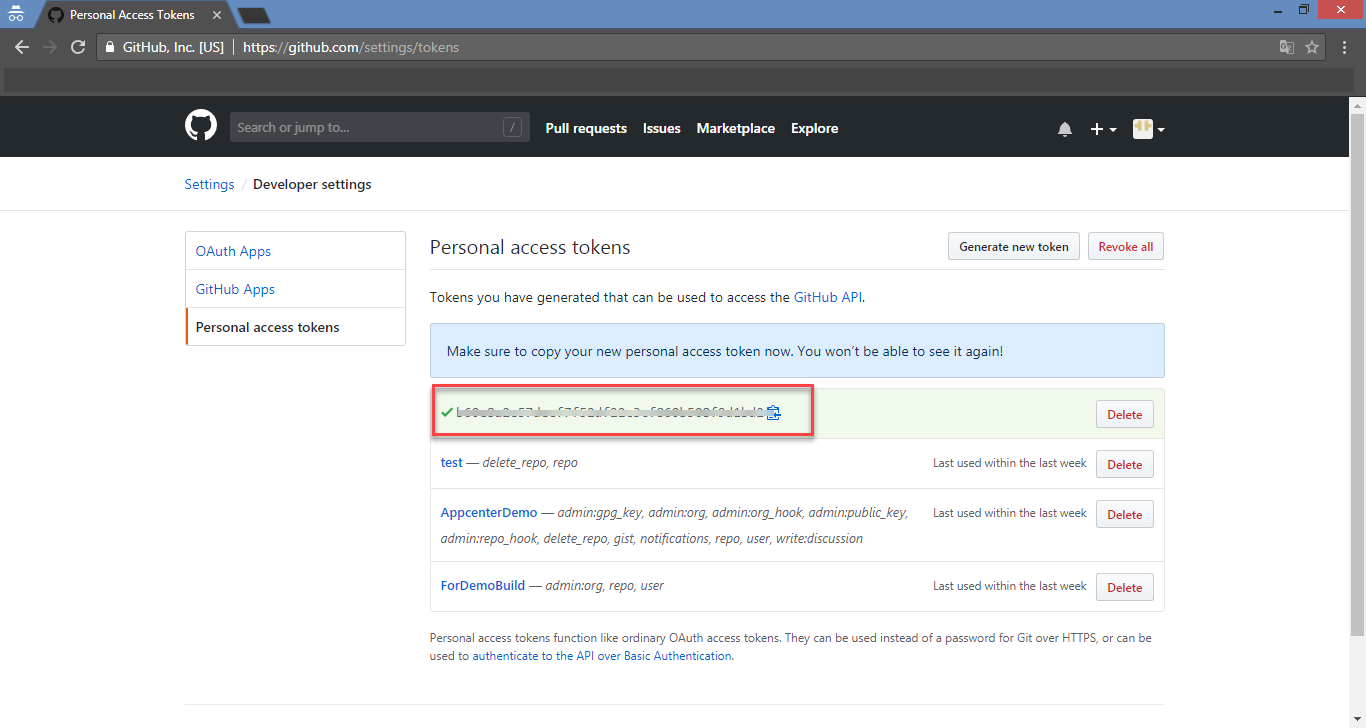 Personal Access Tokens
GitHub, Inc. [US] | https://github.com/settings/tokens
Search or jump to... /
Pull requests Issues Marketplace Explore
Settings / Developer settings
OAuth Apps
GitHub Apps
Personal access tokens
Personal access tokens
Generate new token Revoke all
Tokens you have generated that can be used to access the GitHub API.
Make sure to copy your new personal access token now. You won’t be able to see it again!
Delete
test — delete_repo, repo Last used within the last week Delete
AppcenterDemo — admin:gpg_key, admin:org, admin:org_hook, admin:public_key, Last used within the last week Delete
admin:repo_hook, delete_repo, gist, notifications, repo, user, write:discussion
ForDemoBuild — admin:org, repo, user Last used within the last week Delete
Personal access tokens function like ordinary OAuth access tokens. They can be used instead of a password for Git over HTTPS, or can be
used to authenticate to the API over Basic Authentication.